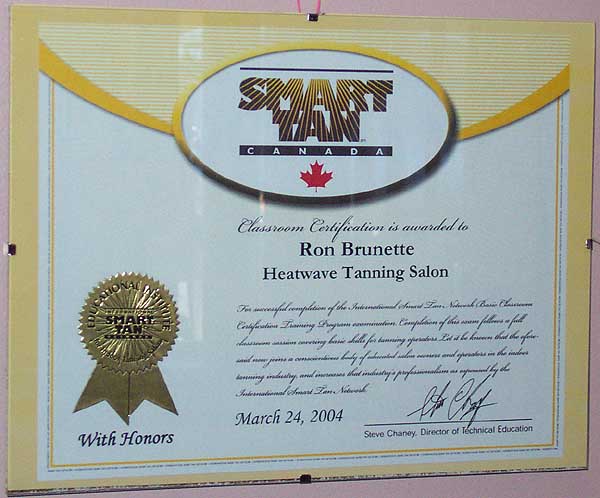 SMART
TAN
CANADA
Classroom Certification is awarded to
Ron Brunette
Heatwave Tanning Salon
For successful completion of the International Smart Tan Network Basic Classroom
Certification Training Program examination. Completion of this exam follows a full
classroom session covering basic skills for tanning operators. Let it be known that the afore-
said now joins a conscientious body of educated salon owners and operators in the indoor
tanning industry, and increases that industry's professionalism as espoused by the
International Smart Tan Network.
EDUCATIONAL INSTITUTE
SMART
TAN
March 24, 2004
Steve Chaney, Director of Technical Education
With Honors